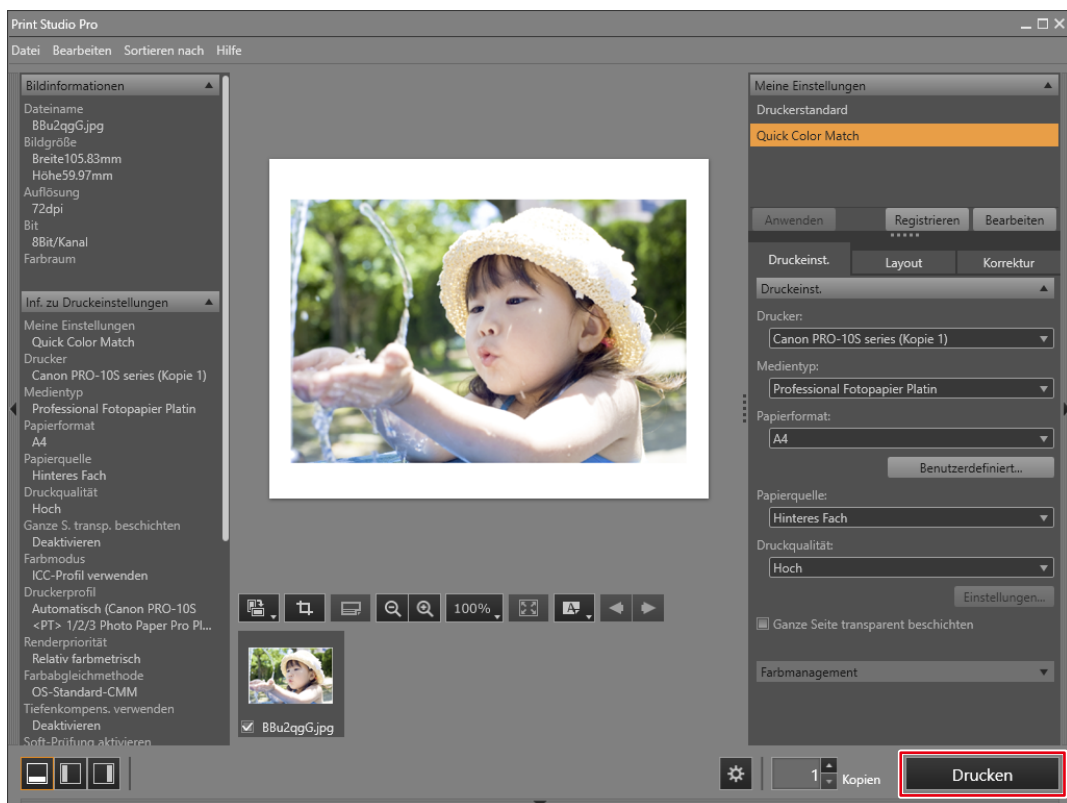 Print Studio Pro
Datei Bearbeiten Sortieren nach Hilfe
Bildinformationen
Dateiname
BBu2qgG.jpg
Bildgröße
Breite105.83mm
Höhe59.97mm
Auflösung
72dpi
Bit
8Bit/Kanal
Farbraum
Inf. zu Druckeinstellungen
Meine Einstellungen
Quick Color Match
Drucker
Canon PRO-10S series (Kopie 1)
Medientyp
Professional Fotopapier Platin
Papierformat
A4
Papierquelle
Hinteres Fach
Druckqualität
Hoch
Ganze S. transp. beschichten
Deaktivieren
Farbmodus
ICC-Profil verwenden
Druckerprofil
Automatisch (Canon PRO-10S
<PT> 1/2/3 Photo Paper Pro Pl...
Renderpriorität
Relativ farbmetrisch
Farbabgleichmethode
OS-Standard-CMM
Tiefenkompens. verwenden
Deaktivieren
Soft-Prüfung aktivieren
100%
A
BBu2qgG.jpg
Meine Einstellungen
Druckerstandard
Quick Color Match
Anwenden Registrieren Bearbeiten
Druckeinst. Layout Korrektur
Druckeinst.
Drucker:
Canon PRO-10S series (Kopie 1)
Medientyp:
Professional Fotopapier Platin
Papierformat:
A4
Benutzerdefiniert...
Papierquelle:
Hinteres Fach
Druckqualität:
Hoch
Einstellungen...
Ganze Seite transparent beschichten
Farbmanagement
1 Kopien
Drucken